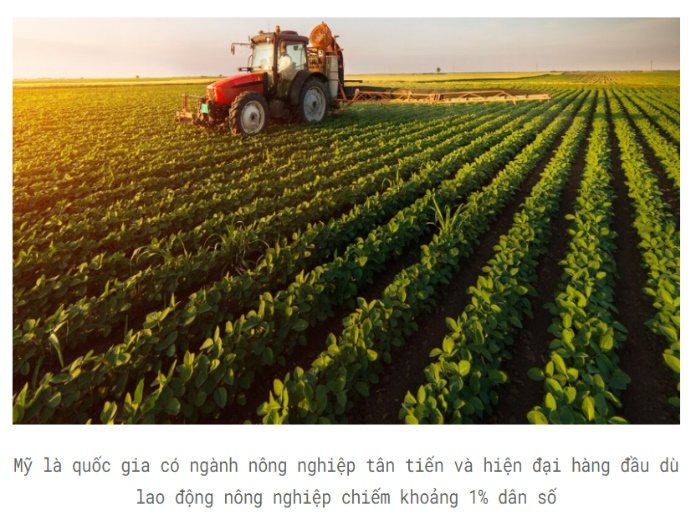 Mỹ là quốc gia có ngành nông nghiệp tân tiến và hiện đại hàng đầu dù
lao động nông nghiệp chiếm khoảng 1% dân số